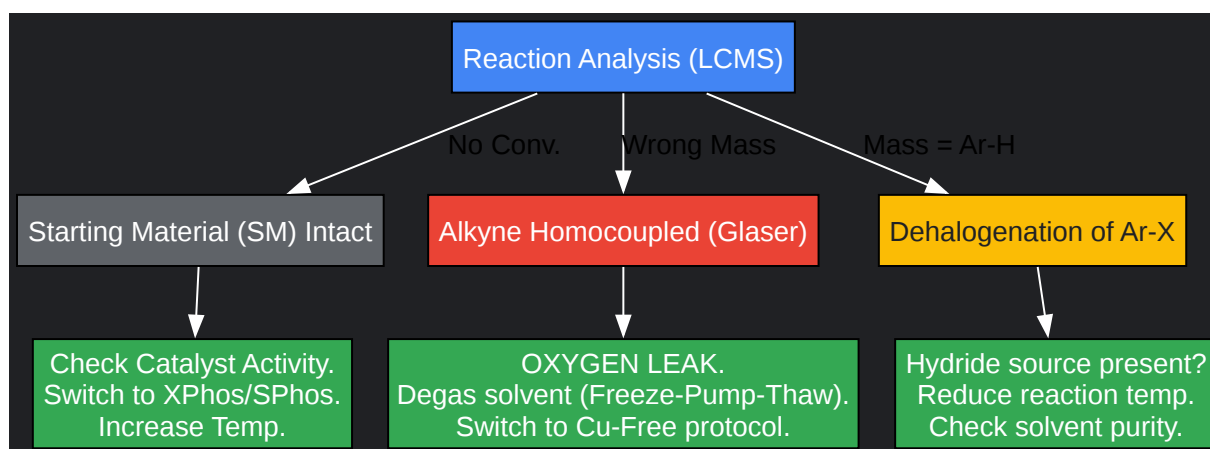 Reaction Analysis (LCMS)
No Conv.
Wrong Mass
Mass = Ar-H
Starting Material (SM) Intact
Alkyne Homocoupled (Glaser)
Dehalogenation of Ar-X
Check Catalyst Activity.
Switch to XPhos/SPhos.
Increase Temp.
OXYGEN LEAK.
Degas solvent (Freeze-Pump-Thaw).
Switch to Cu-Free protocol.
Hydride source present?
Reduce reaction temp.
Check solvent purity.